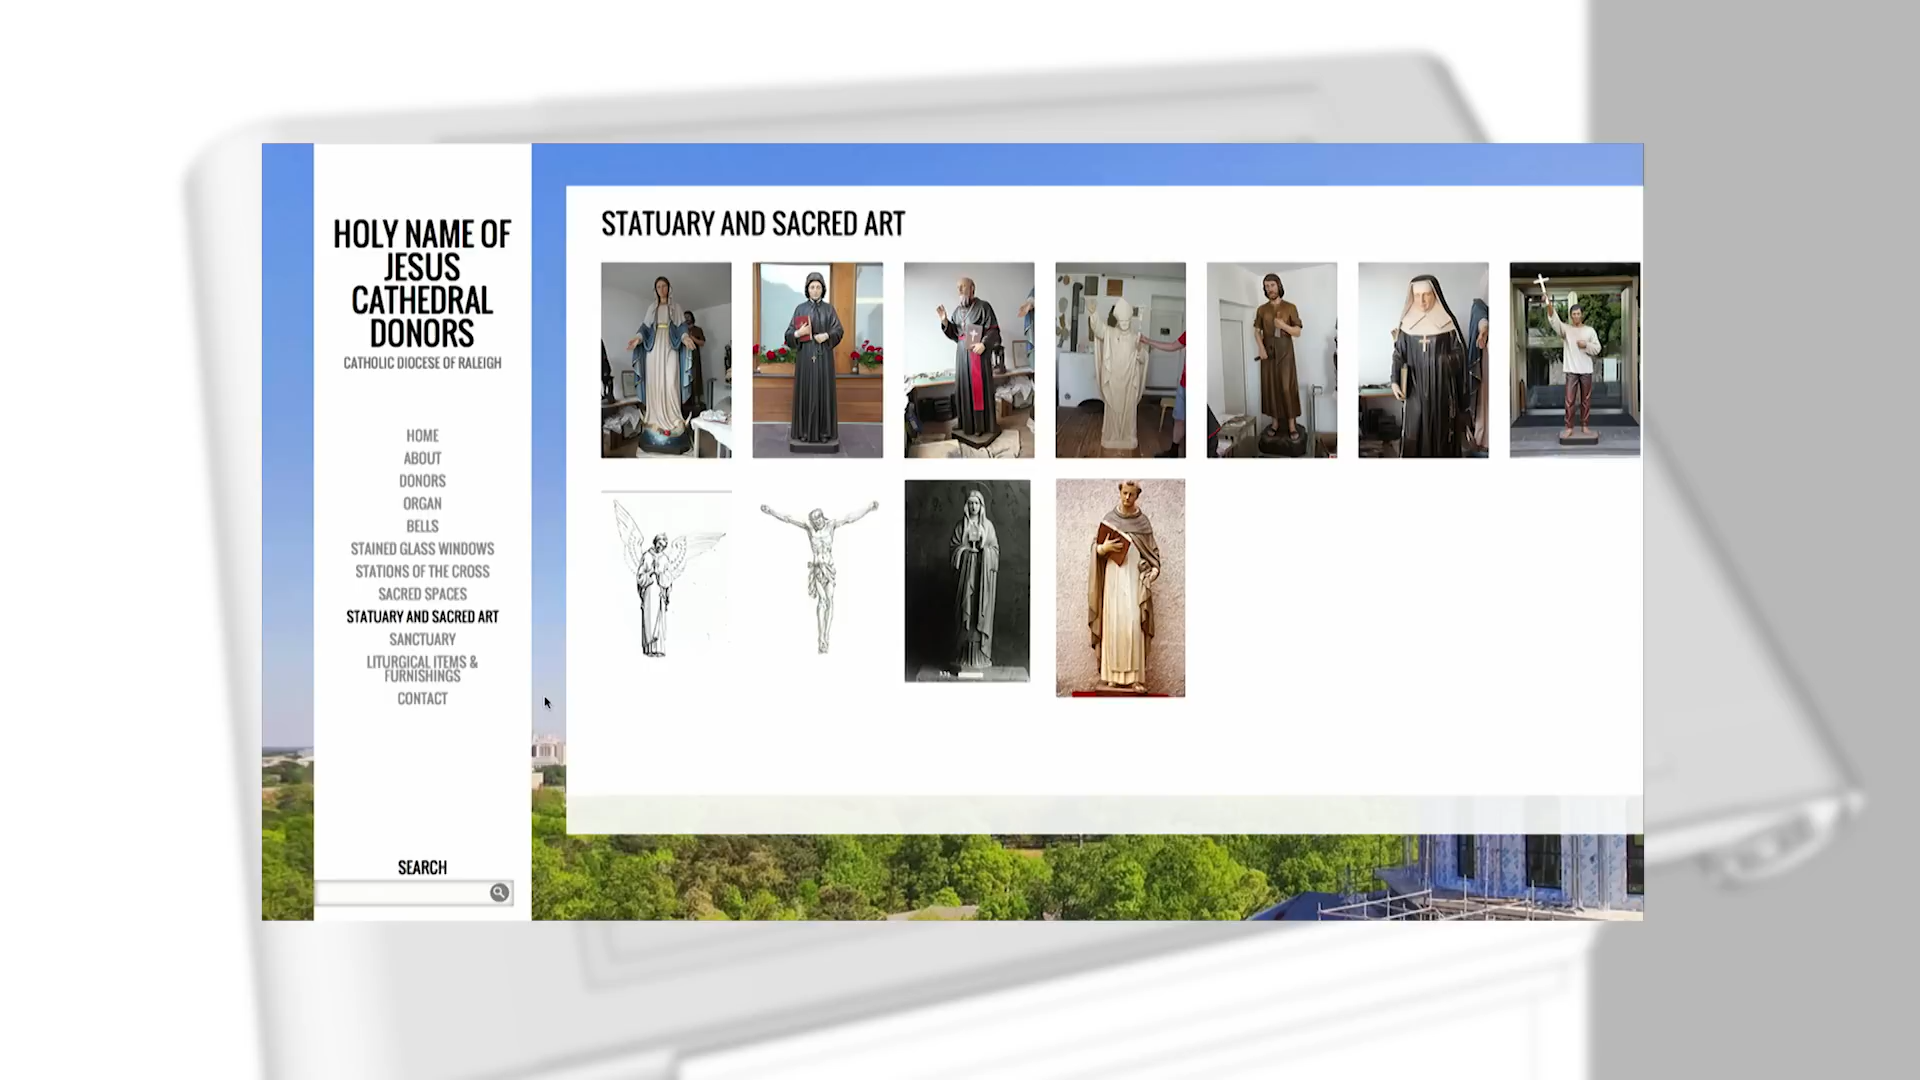 HOLY NAME OF
JESUS
CATHEDRAL
DONORS
CATHOLIC DIOCESE OF RALEIGH
HOME
ABOUT
DONORS
ORGAN
BELLS
STAINED GLASS WINDOWS
STATIONS OF THE CROSS
SACRED SPACES
STATUARY AND SACRED ART
SANCTUARY
LITURGICAL ITEMS &
FURNISHINGS
CONTACT
SEARCH
STATUARY AND SACRED ART